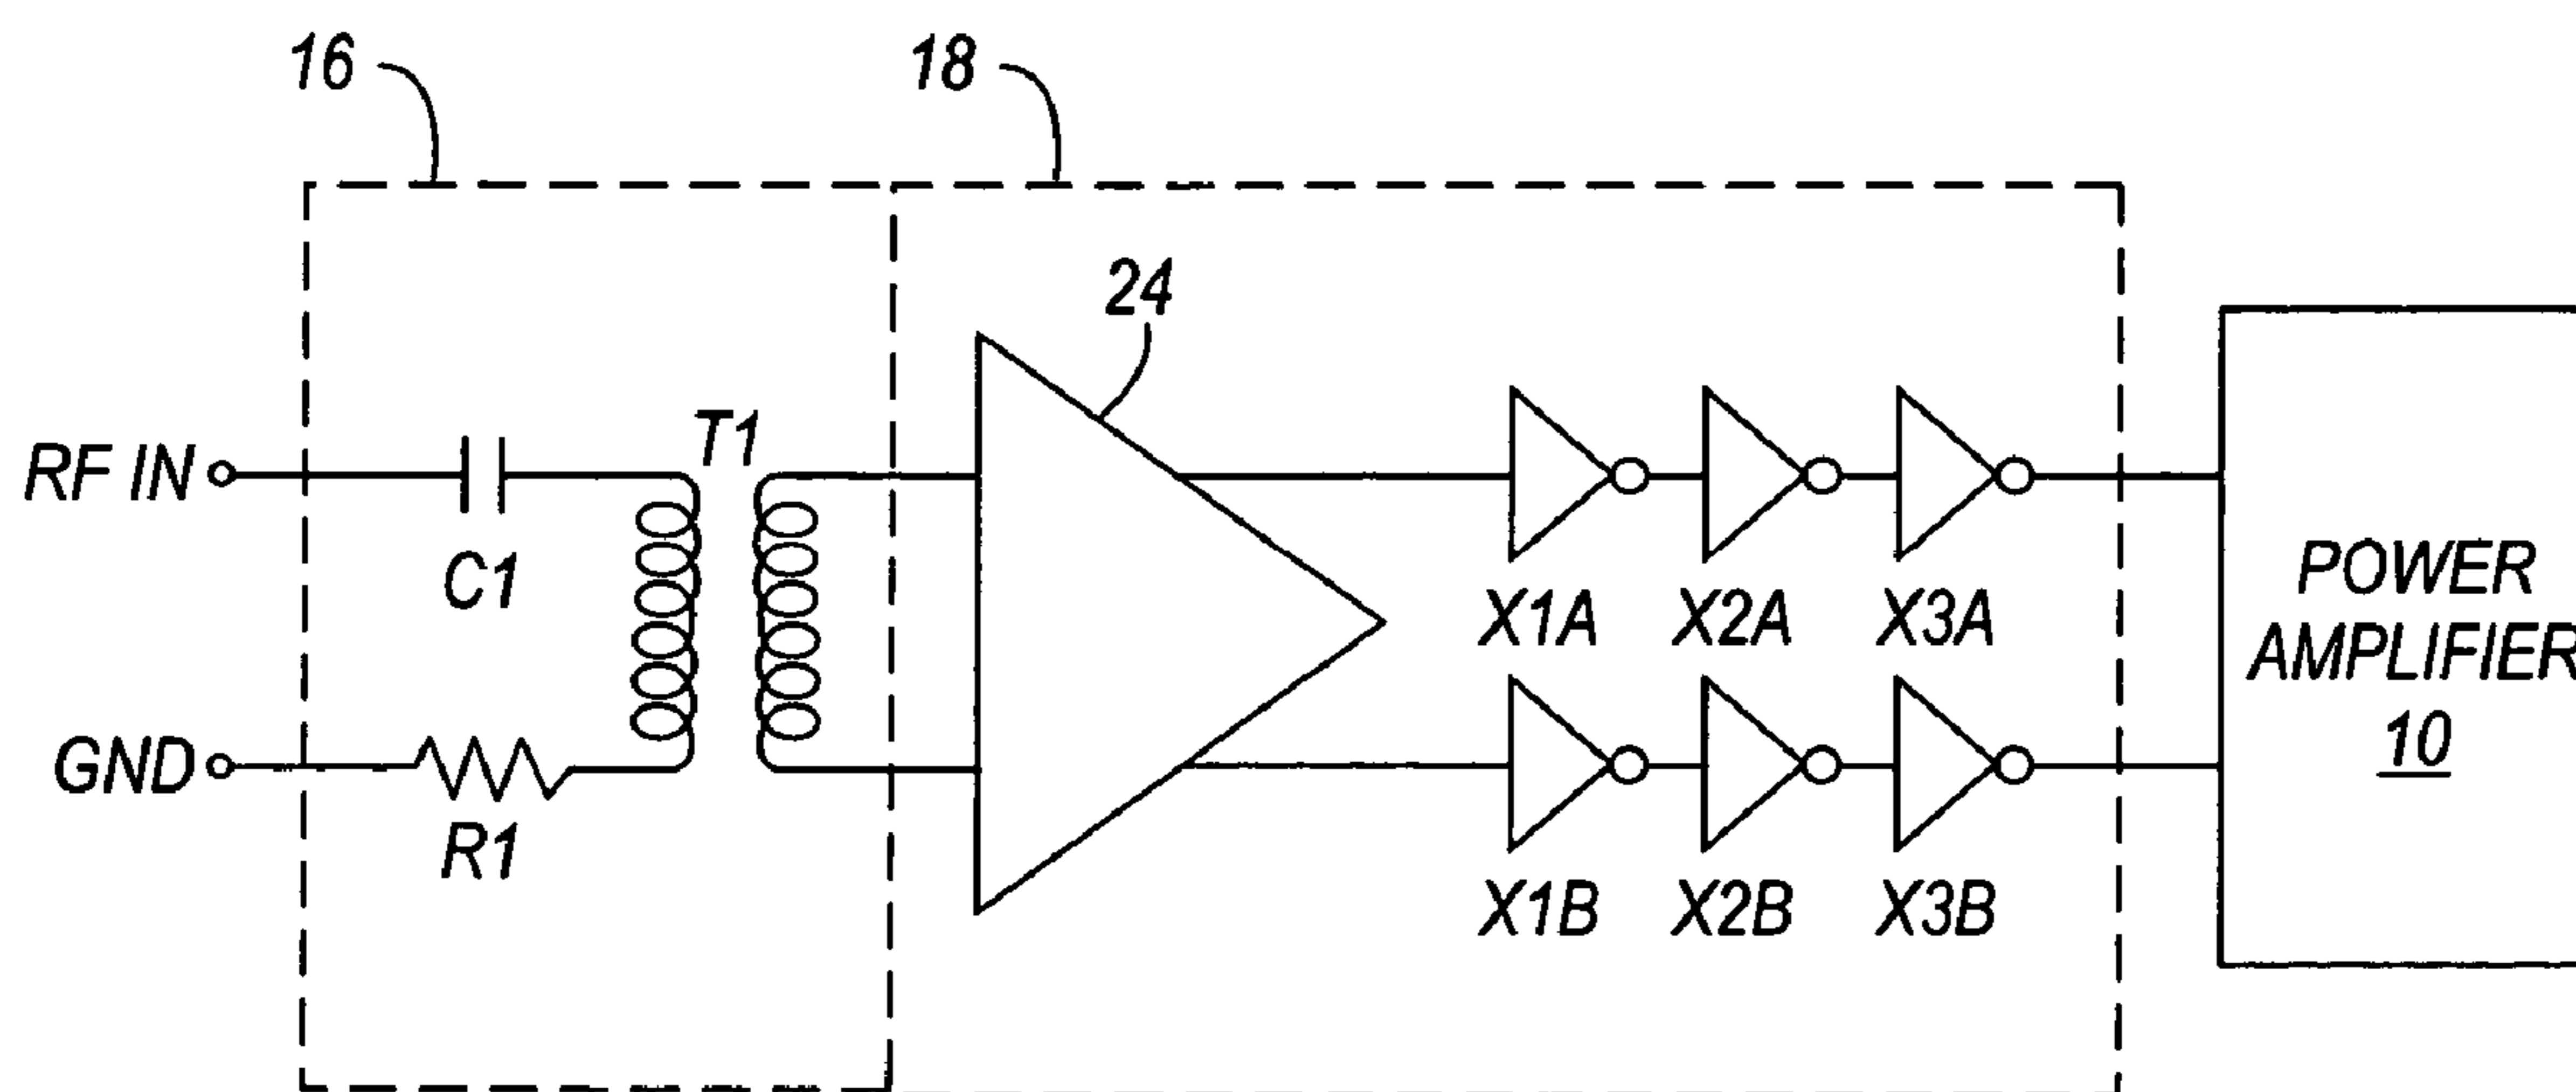 16
18
24
T1
RF IN
C1
GND
R1
X1A X2A X3A
X1B X2B X3B
POWER
AMPLIFIER
10